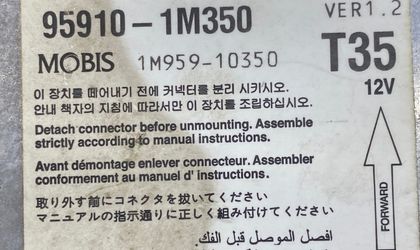 95910-1M350 VER1.2
MOBIS 1M959-10350 T35
12V
이 장치를 떼어내기 전에 커넥터를 분리 시키시오.
안내 책자의 지침에 따라서만 이 장치를 조립하십시오.
Detach connector before unmounting. Assemble
strictly according to manual instructions.
Avant démontage enlever connecteur. Assembler
conformement au manuel d' instructions.
取り外す前にコネクタを抜いてください
マニュアルの指示通りに正しく組み付けてください
افصل الموصل قبل الفك.
FORWARD